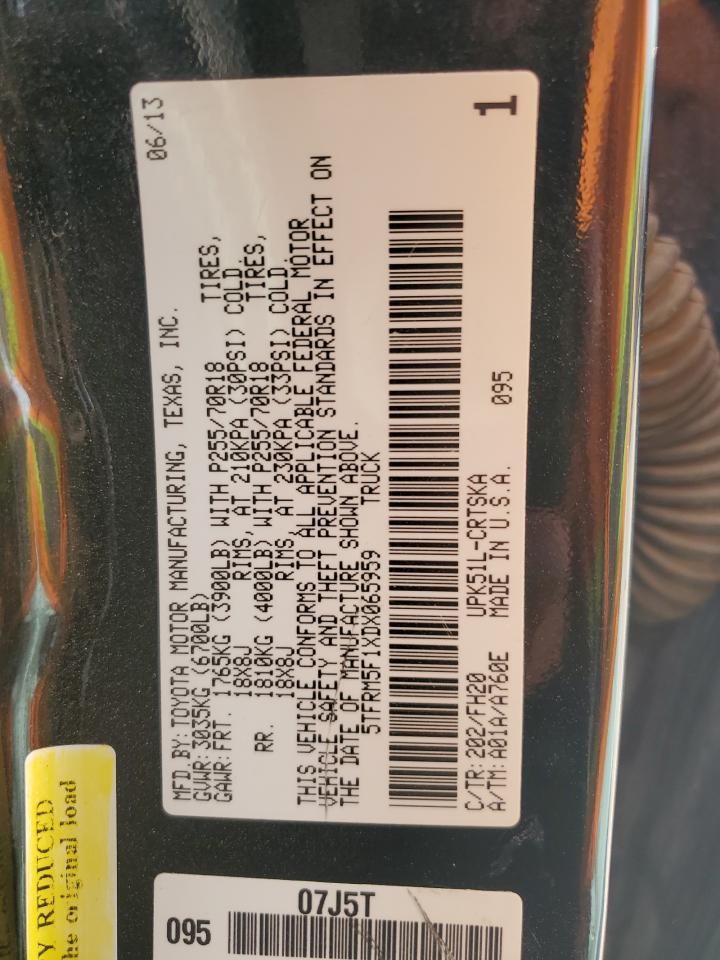 06/13
MFD.BY:TOYOTA MOTOR MANUFACTURING, TEXAS, INC.
GVWR:3035KG (6700LB)
GAWR:FRT. 1765KG (3900LB) WITH P255/70R18 TIRES,
18X8J RIMS, AT 210KPA (30PSI) COLD.
RR. 1810KG (4000LB) WITH P255/70R18 TIRES,
18X8J RIMS, AT 230KPA (33PSI) COLD.
THIS VEHICLE CONFORMS TO ALL APPLICABLE FEDERAL MOTOR
VEHICLE SAFETY AND THEFT PREVENTION STANDARDS IN EFFECT ON
THE DATE OF MANUFACTURE SHOWN ABOVE.
5TFRM5F1XDX065959 TRUCK
C/TR:202/FH20 UPK51L-CRTSKA
A/TM:A01A/A760E MADE IN U.S.A. 095
1
Y REDUCED
he original load
07J5T
095